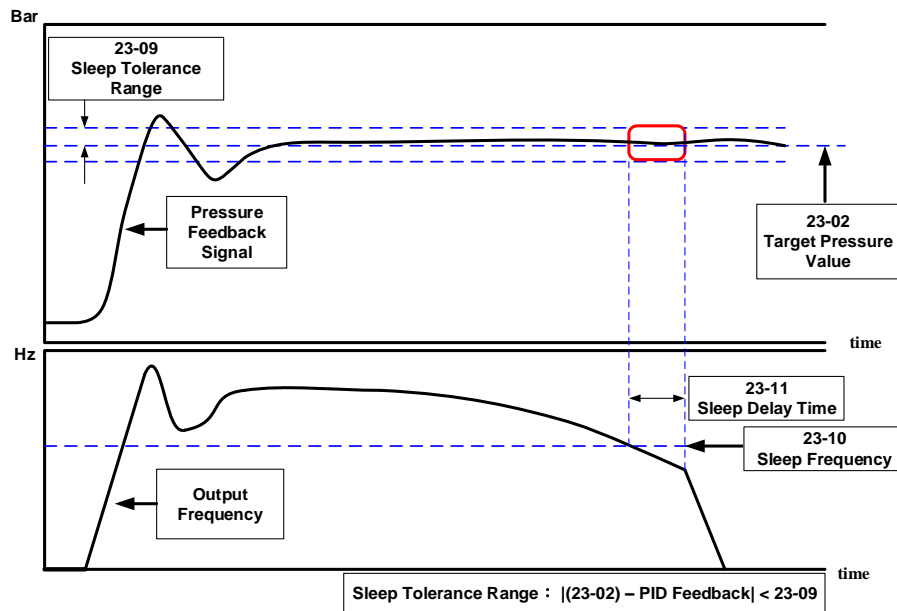 Bar
23-09
Sleep Tolerance
Range
Pressure
Feedback
Signal
23-02
Target Pressure
Value
time
Hz
23-11
Sleep Delay Time
23-10
Sleep Frequency
Output
Frequency
time
Sleep Tolerance Range： |(23-02) – PID Feedback| < 23-09